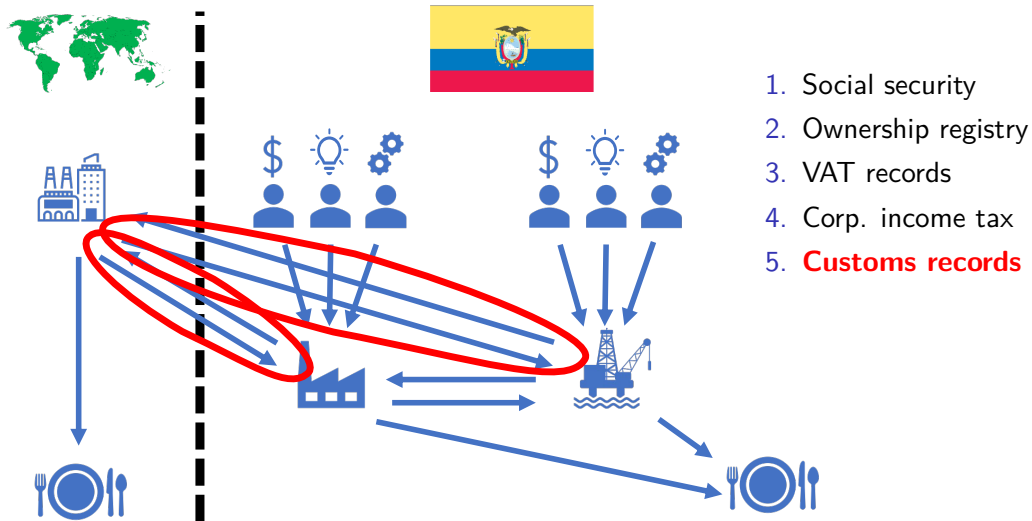 1. Social security
2. Ownership registry
3. VAT records
4. Corp. income tax
5. Customs records
$
$